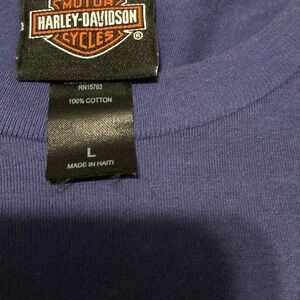 MOTOR
HARLEY-DAVIDSON
CYCLES ®
RN15763
100% COTTON
L
MADE IN HAITI